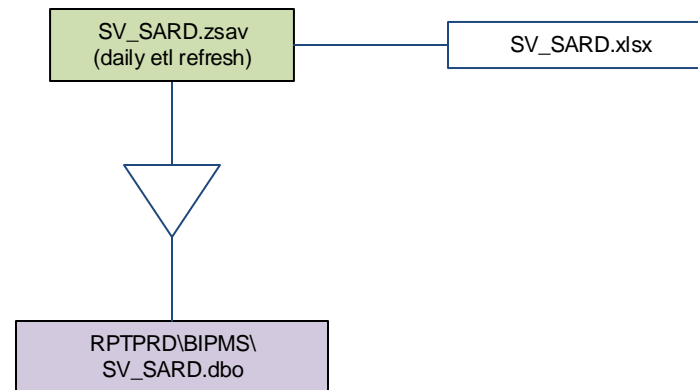 SV_SARD.zsav
(daily etl refresh)
SV_SARD.xlsx
RPTPRD\BIPMS\
SV_SARD.dbo